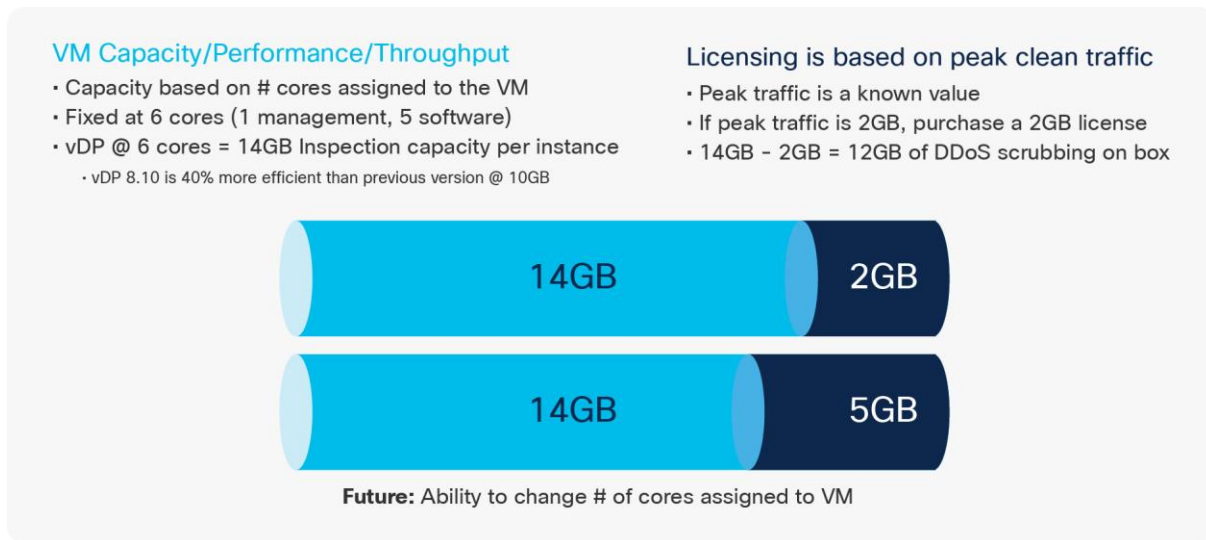 VM Capacity/Performance/Throughput
· Capacity based on # cores assigned to the VM
· Fixed at 6 cores (1 management, 5 software)
· vDP @ 6 cores = 14GB Inspection capacity per instance
· vDP 8.10 is 40% more efficient than previous version @ 10GB
Licensing is based on peak clean traffic
· Peak traffic is a known value
· If peak traffic is 2GB, purchase a 2GB license
· 14GB - 2GB = 12GB of DDoS scrubbing on box
14GB
2GB
14GB
5GB
Future: Ability to change # of cores assigned to VM